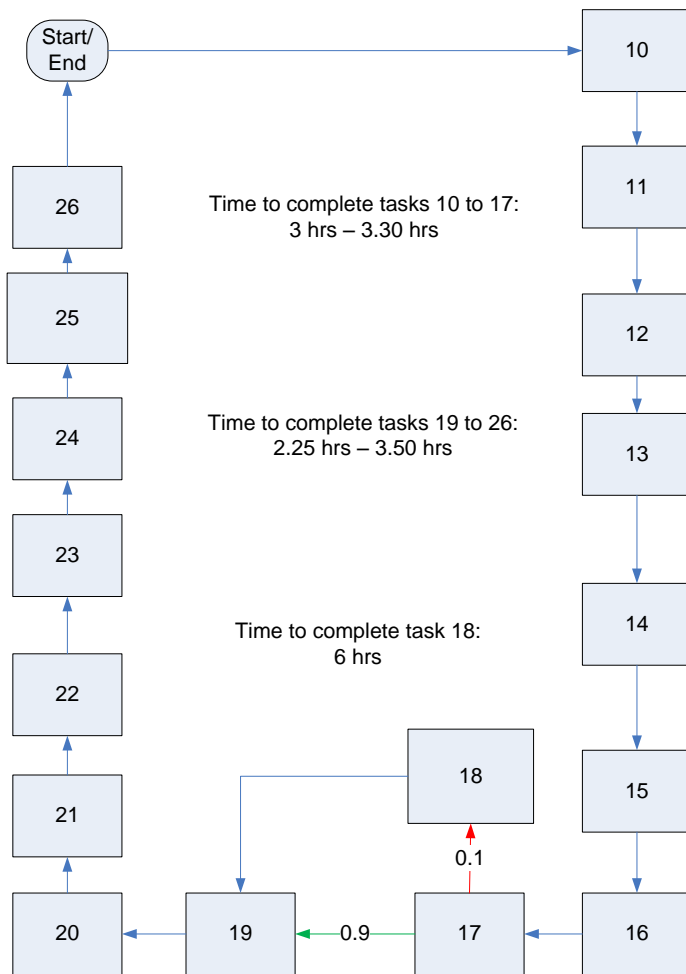 Start/
End
10
11
26
Time to complete tasks 10 to 17:
3 hrs – 3.30 hrs
25
12
24
Time to complete tasks 19 to 26:
2.25 hrs – 3.50 hrs
13
23
14
Time to complete task 18:
6 hrs
22
18
15
21
0.1
20
19
0.9
17
16